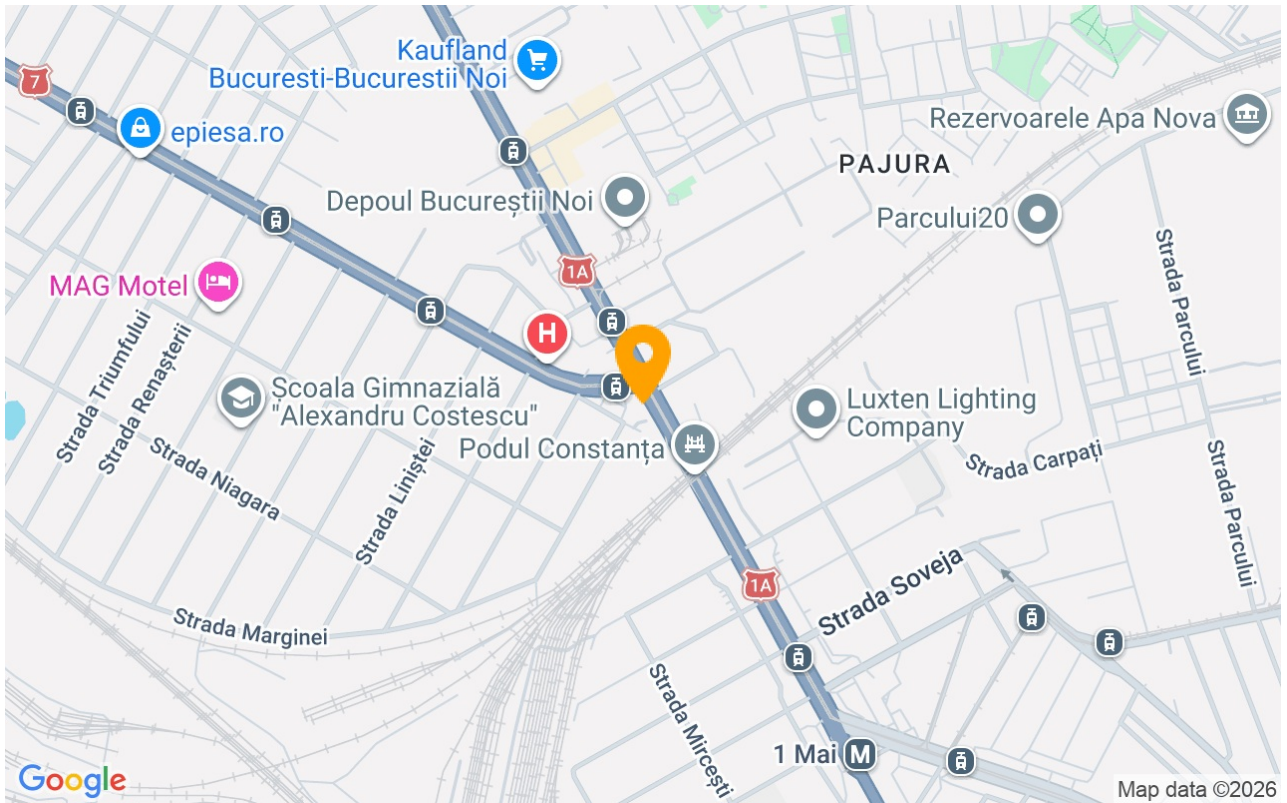 Kaufland
Bucuresti-Bucurestii Noi
7
epiesa.ro
Rezervoarele Apa Nova
PAJURA
Depoul Bucureștii Noi
Parcului20
1A
MAG Motel
Strada Parcului
Strada Triumfului
Strada Renașterii
H
Școala Gimnazială
"Alexandru Costescu"
Luxten Lighting
Company
Podul Constanța
Strada Carpați
Strada Niagara
Strada Liniștei
Strada Parcului
1A
Strada Soveja
Strada Marginei
Strada Mircești
1 Mai M
Google
Map data ©2026